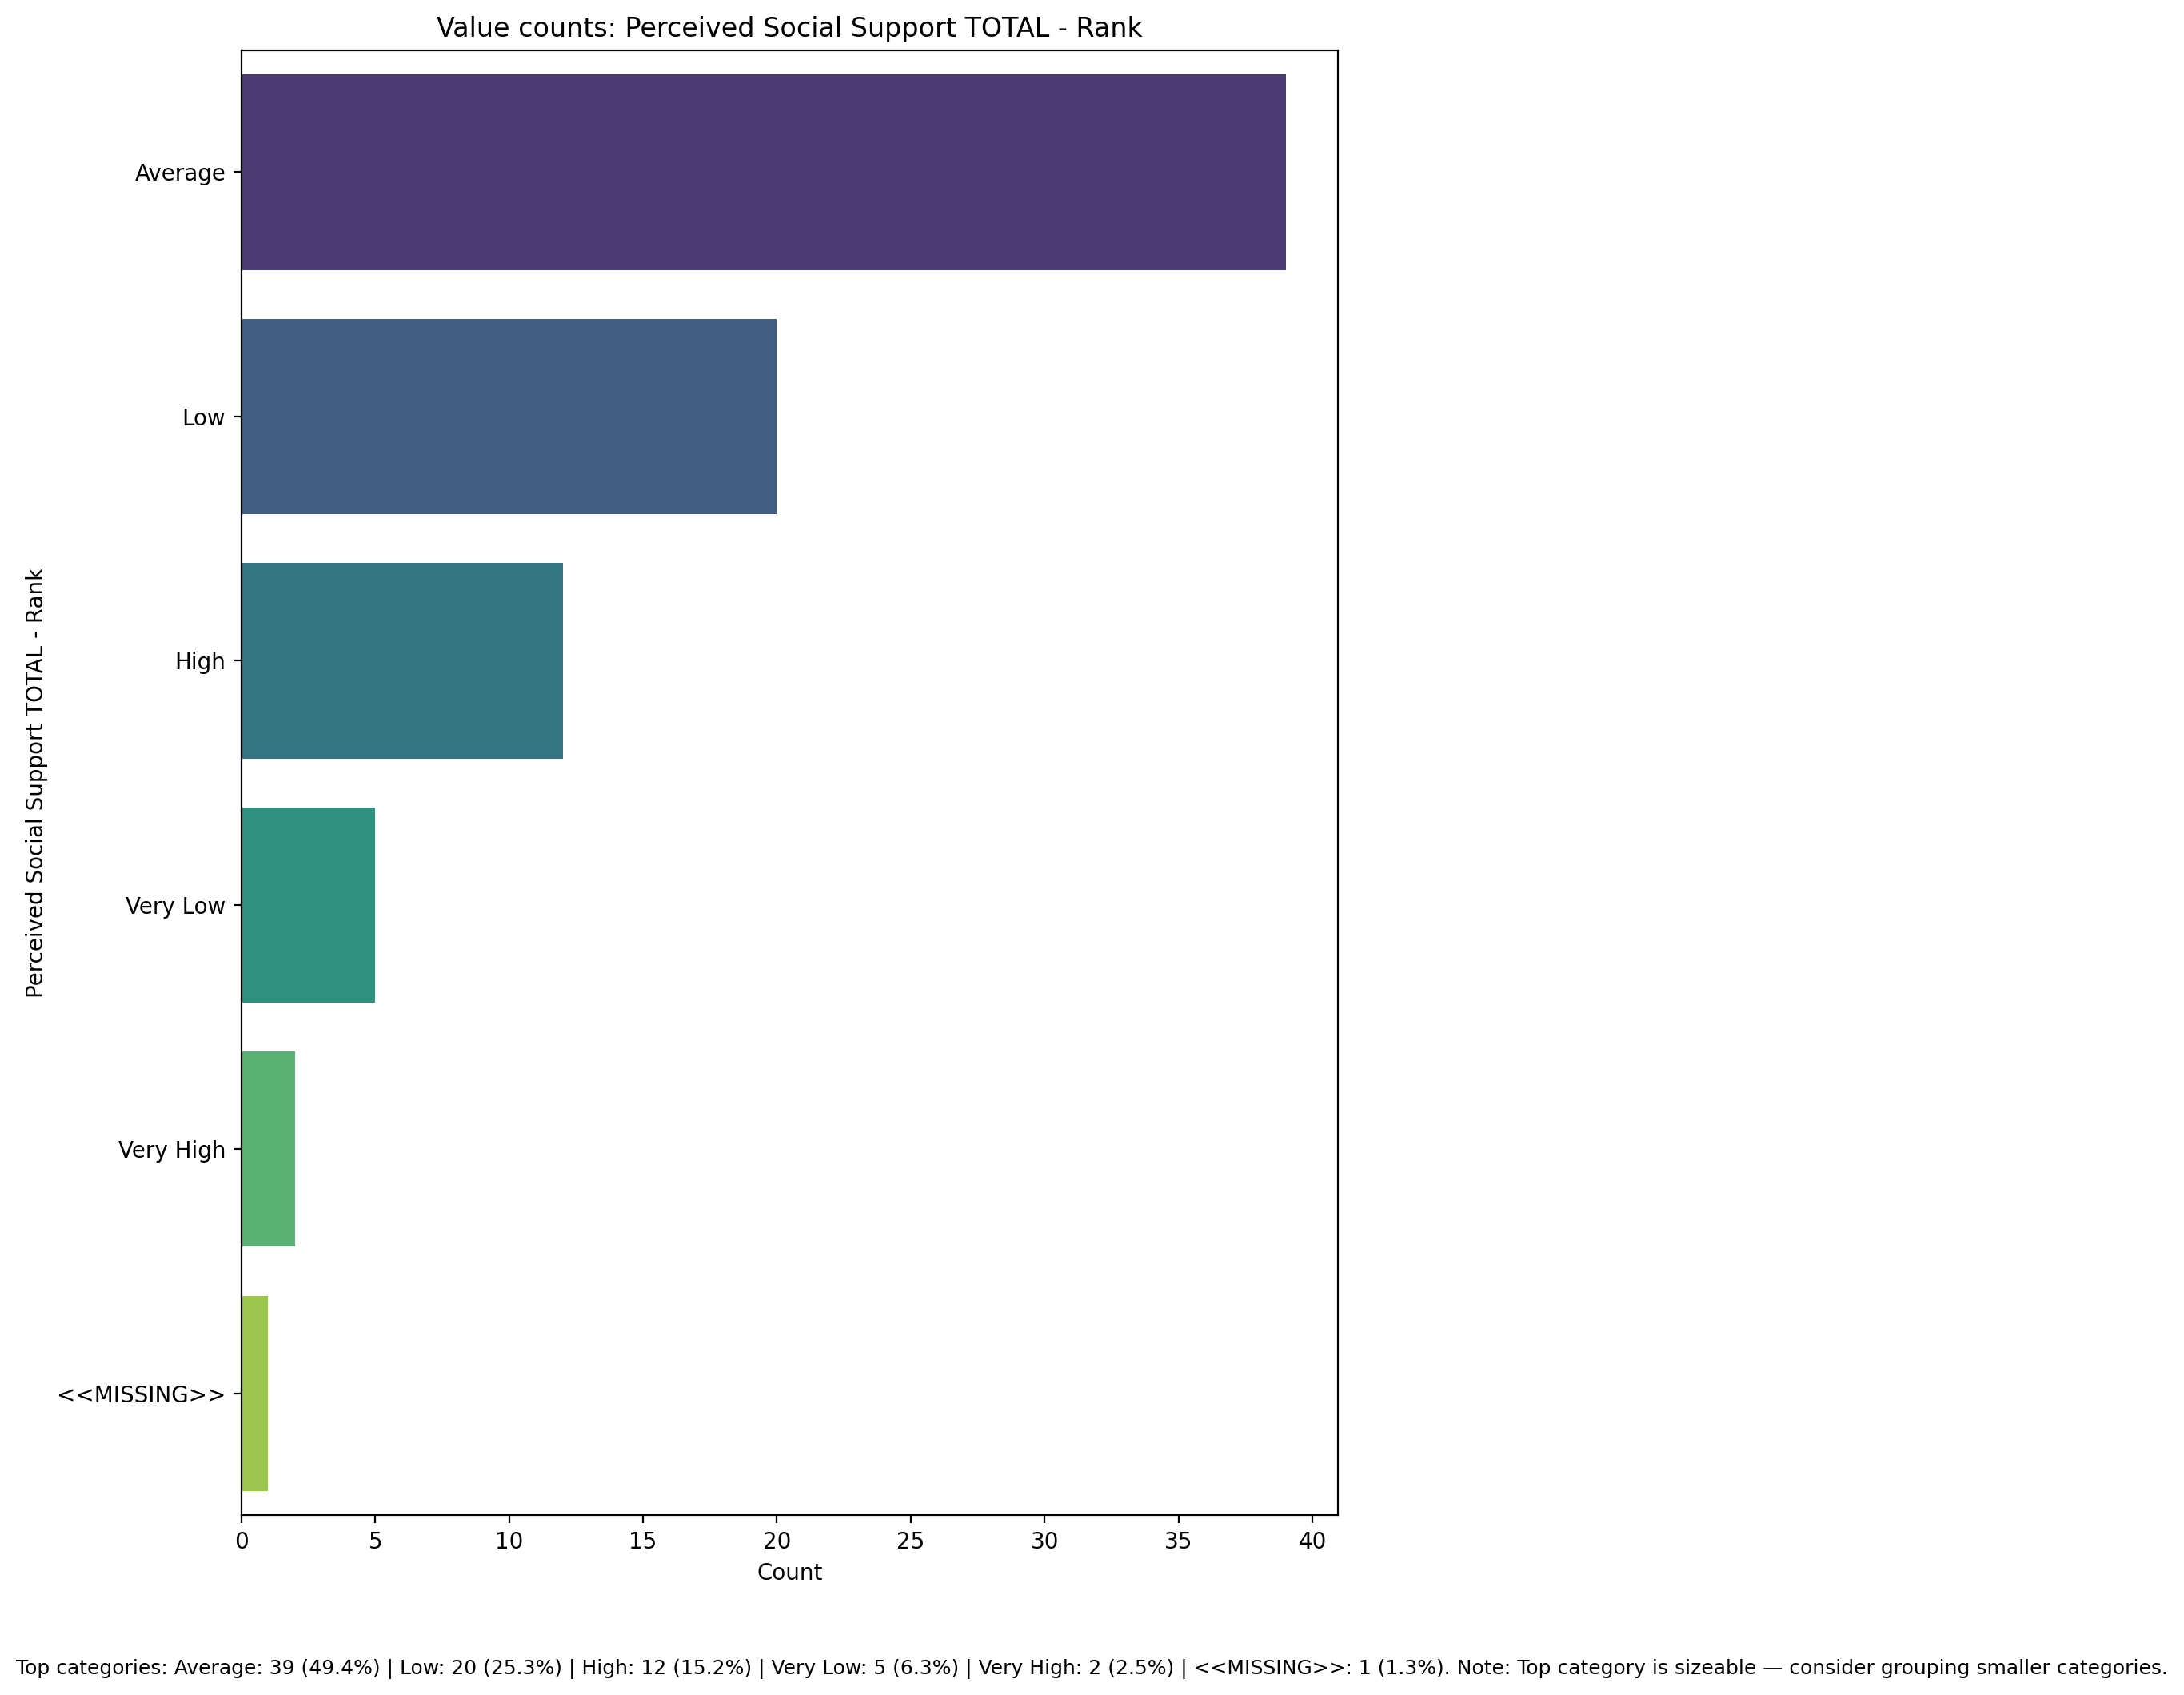 Value counts: Perceived Social Support TOTAL - Rank
Perceived Social Support TOTAL - Rank
Average
Low
High
Very Low
Very High
<<MISSING>>
0 5 10 15 20 25 30 35 40
Count
Top categories: Average: 39 (49.4%) | Low: 20 (25.3%) | High: 12 (15.2%) | Very Low: 5 (6.3%) | Very High: 2 (2.5%) | <<MISSING>>: 1 (1.3%). Note: Top category is sizeable — consider grouping smaller categories.